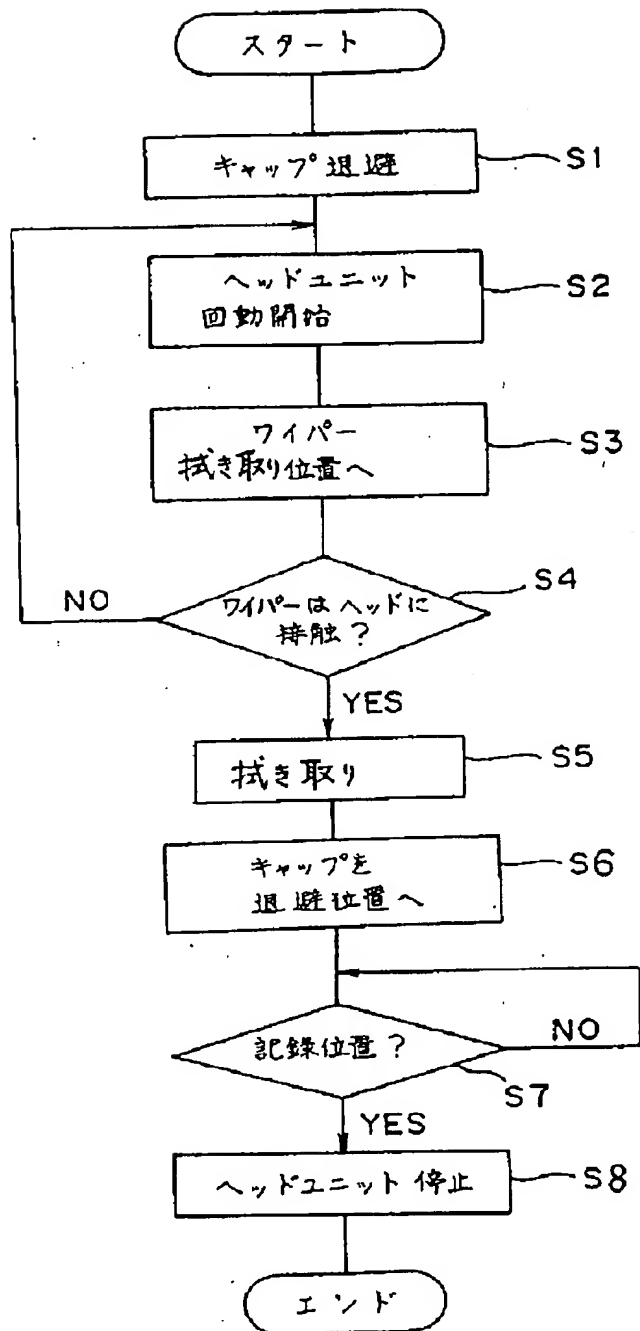 スタート
キャップ退避
S1
ヘッドユニット
回動開始
S2
ワイパー
拭き取り位置へ
S3
ワイパーはヘッドに
接触?
S4
NO
YES
拭き取り
S5
キャップを
退避位置へ
S6
記録位置?
NO
S7
YES
ヘッドユニット停止
S8
エンド